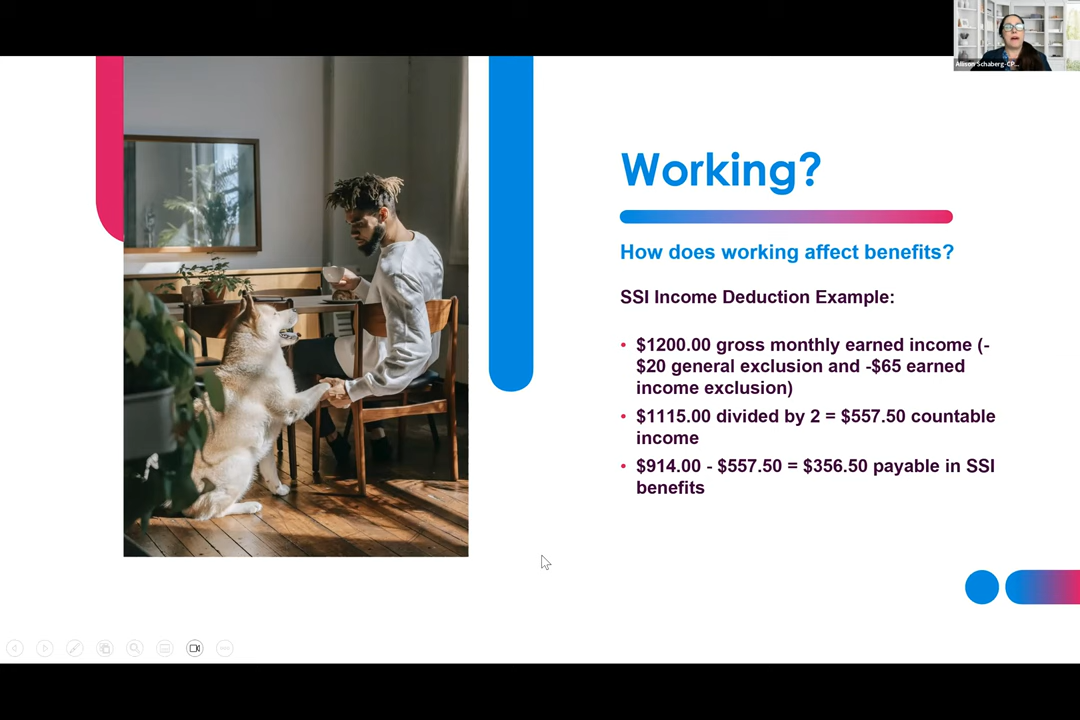 Allison Schaberg-CP...
Working?
How does working affect benefits?
SSI Income Deduction Example:
• $1200.00 gross monthly earned income (-
$20 general exclusion and -$65 earned
income exclusion)
• $1115.00 divided by 2 = $557.50 countable
income
• $914.00 - $557.50 = $356.50 payable in SSI
benefits